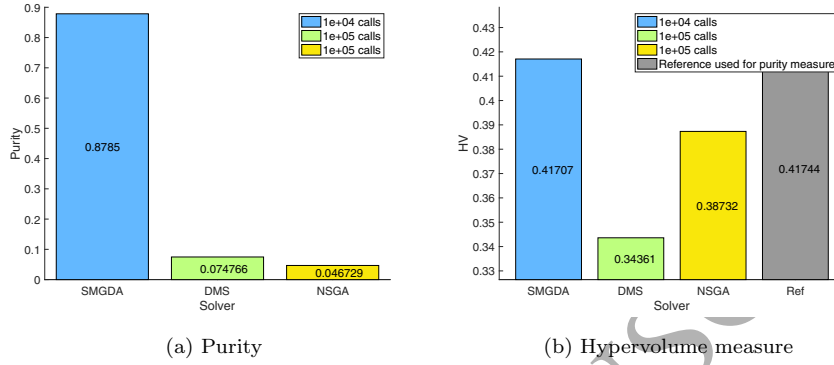 0.9
0.8
0.7
0.6
0.5
0.4
0.3
0.2
0.1
0
Purity
1e+04 calls
1e+05 calls
1e+05 calls
0.8785
0.074766
0.046729
SMGDA DMS NSGA
Solver
(a) Purity
0.43
0.42
0.41
0.4
0.39
0.38
0.37
0.36
0.35
0.34
0.33
HV
1e+04 calls
1e+05 calls
1e+05 calls
Reference used for purity measure
0.41707
0.34361
0.38732
0.41744
SMGDA DMS NSGA Ref
Solver
(b) Hypervolume measure